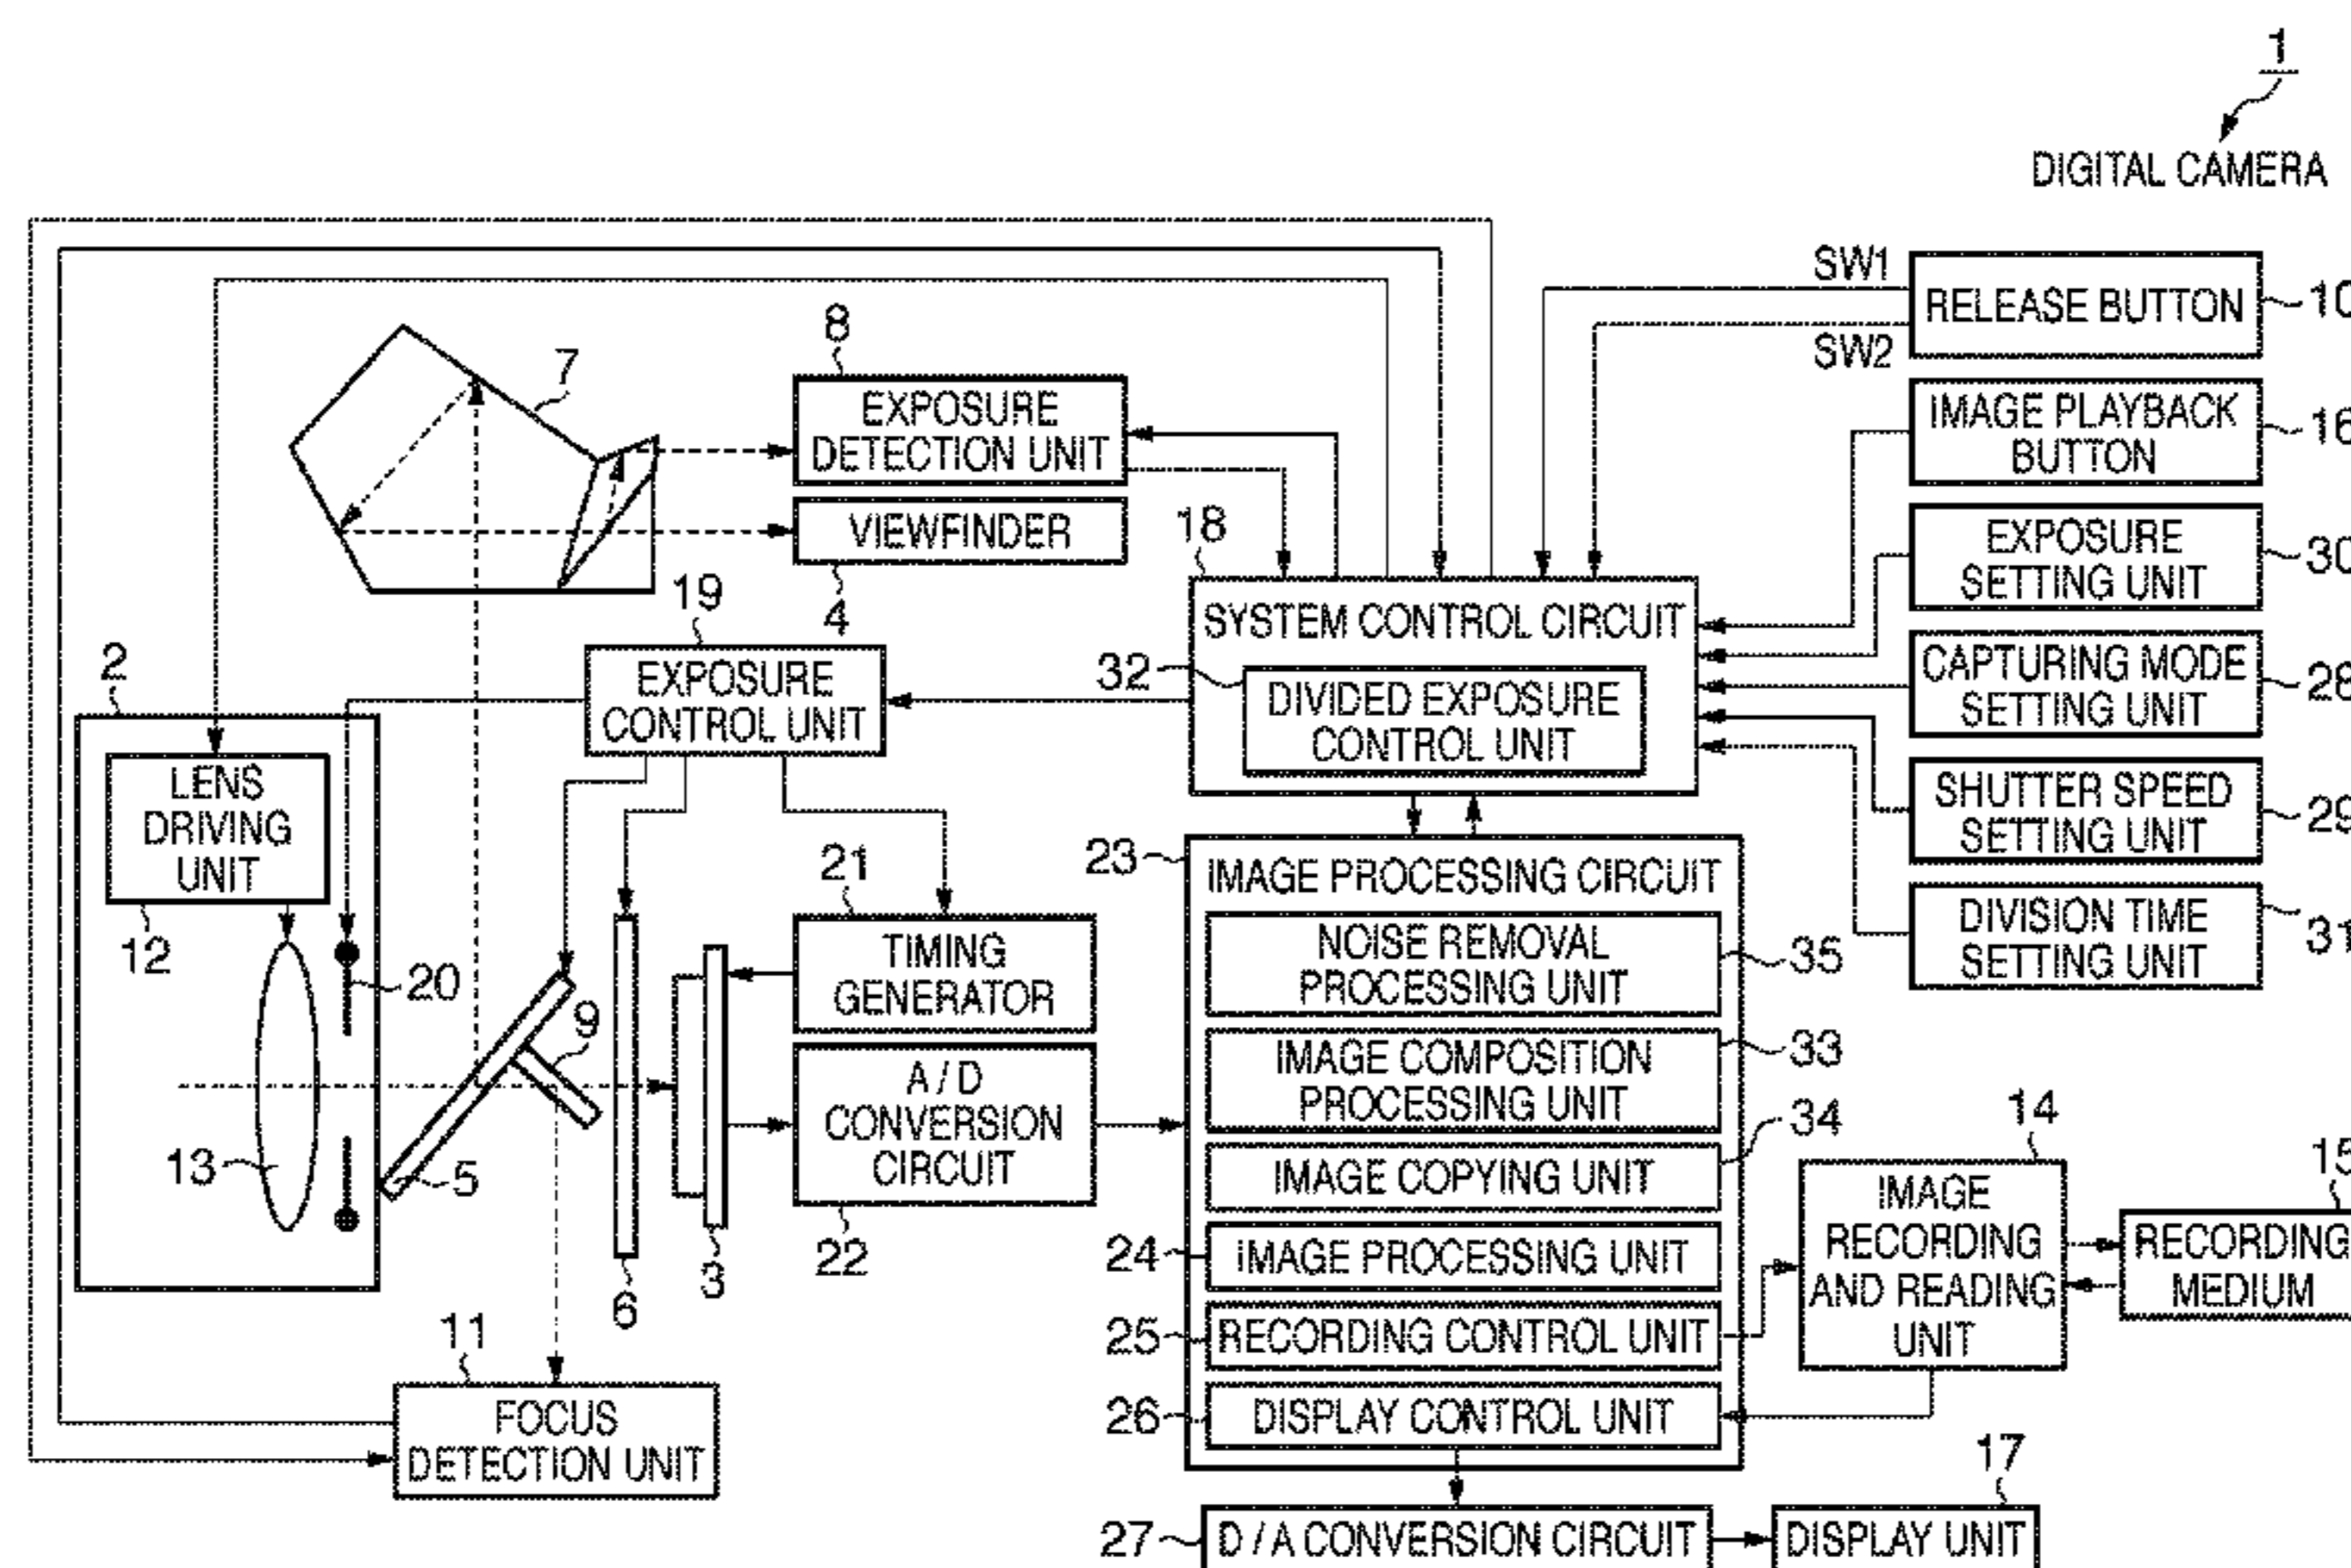 1
DIGITAL CAMERA
SW1
RELEASE BUTTON
10
SW2
8
7
EXPOSURE
DETECTION UNIT
IMAGE PLAYBACK
BUTTON
16
VIEWFINDER
4
18
EXPOSURE
SETTING UNIT
30
19
SYSTEM CONTROL CIRCUIT
2
EXPOSURE
CONTROL UNIT
32
DIVIDED EXPOSURE
CONTROL UNIT
CAPTURING MODE
SETTING UNIT
28
LENS
DRIVING
UNIT
12
SHUTTER SPEED
SETTING UNIT
29
21
23
IMAGE PROCESSING CIRCUIT
TIMING
GENERATOR
NOISE REMOVAL
PROCESSING UNIT
35
DIVISION TIME
SETTING UNIT
31
20
9
A / D
CONVERSION
CIRCUIT
22
IMAGE COMPOSITION
PROCESSING UNIT
33
13
5
IMAGE COPYING UNIT
34
14
15
6
3
24
IMAGE PROCESSING UNIT
IMAGE
RECORDING
AND READING
UNIT
RECORDING
MEDIUM
25
RECORDING CONTROL UNIT
11
FOCUS
DETECTION UNIT
26
DISPLAY CONTROL UNIT
17
27
D / A CONVERSION CIRCUIT
DISPLAY UNIT